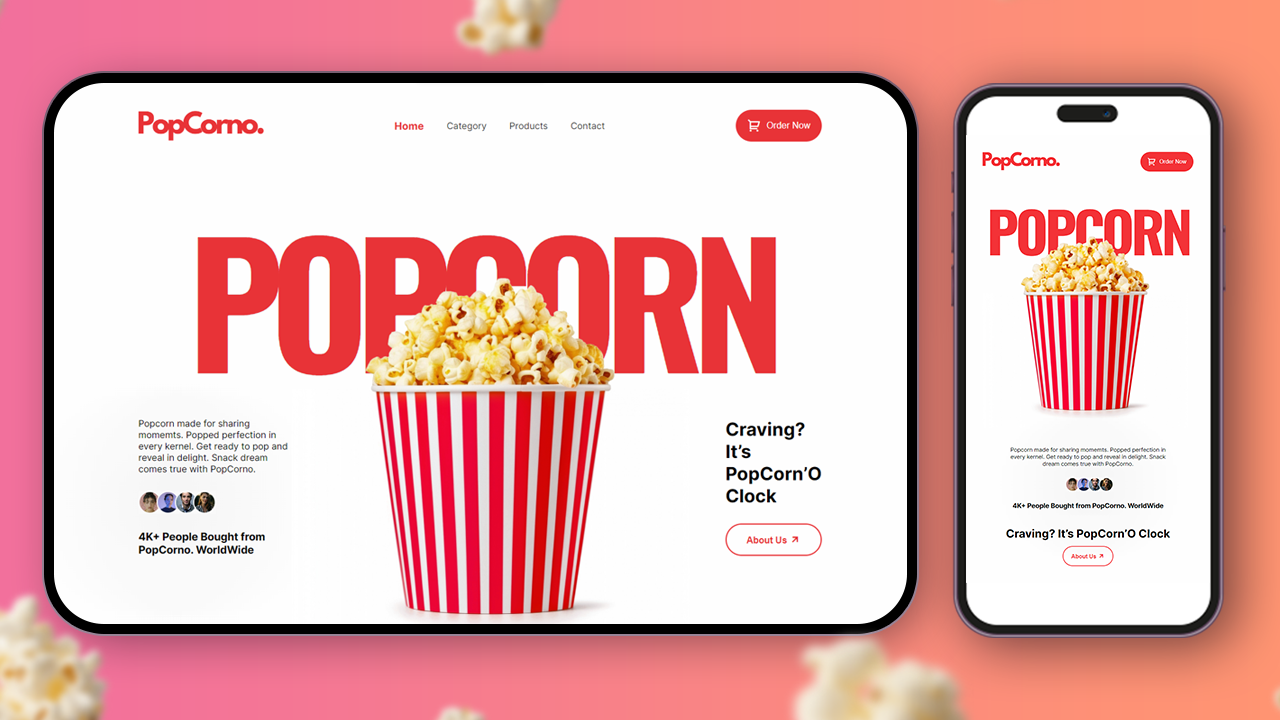 PopCorno.
Home Category Products Contact
Order Now
POPCORN
Popcorn made for sharing
momemts. Popped perfection in
every kernel. Get ready to pop and
reveal in delight. Snack dream
comes true with PopCorno.
4K+ People Bought from
PopCorno. WorldWide
Craving?
It's
PopCorn'O
Clock
About Us
PopCorno.
Order Now
POPCORN
Popcorn made for sharing momemts. Popped perfection in
every kernel. Get ready to pop and reveal in delight. Snack
dream comes true with PopCorno.
4K+ People Bought from PopCorno. WorldWide
Craving? It's PopCorn'O Clock
About Us